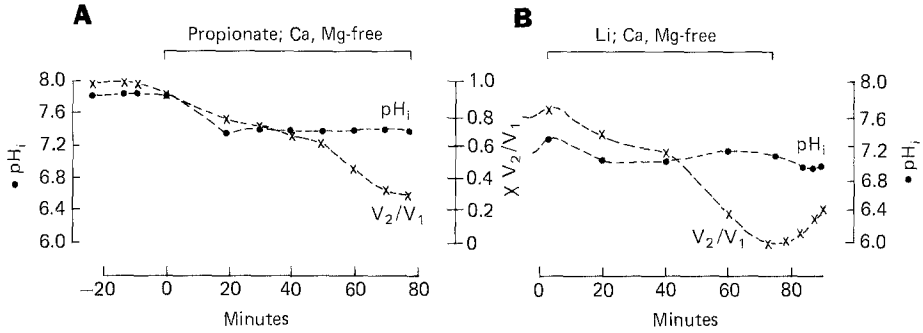 A
Propionate; Ca, Mg-free
8.0
7.6
7.2
6.8
6.4
6.0
• pHi
pHi
V2/V1
1.0
0.8
0.6
0.4
0.2
0
X V2/V1
−20 0 20 40 60 80
Minutes
B
Li; Ca, Mg-free
pHi
V2/V1
8.0
7.6
7.2
6.8
6.4
6.0
• pHi
0 20 40 60 80
Minutes